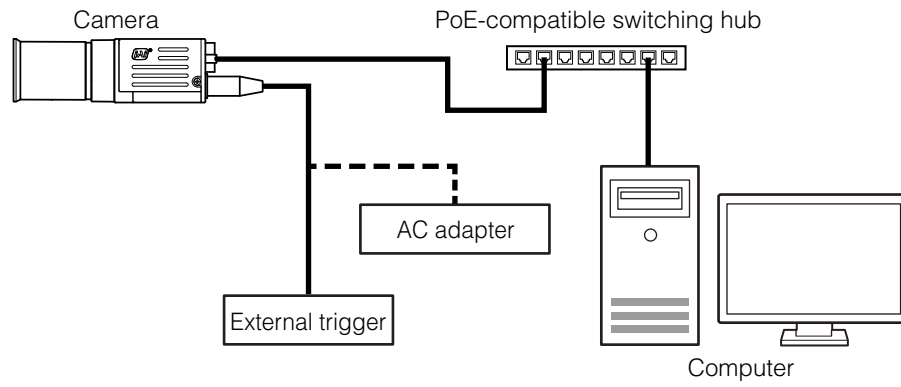 Camera
PoE-compatible switching hub
AC adapter
External trigger
Computer